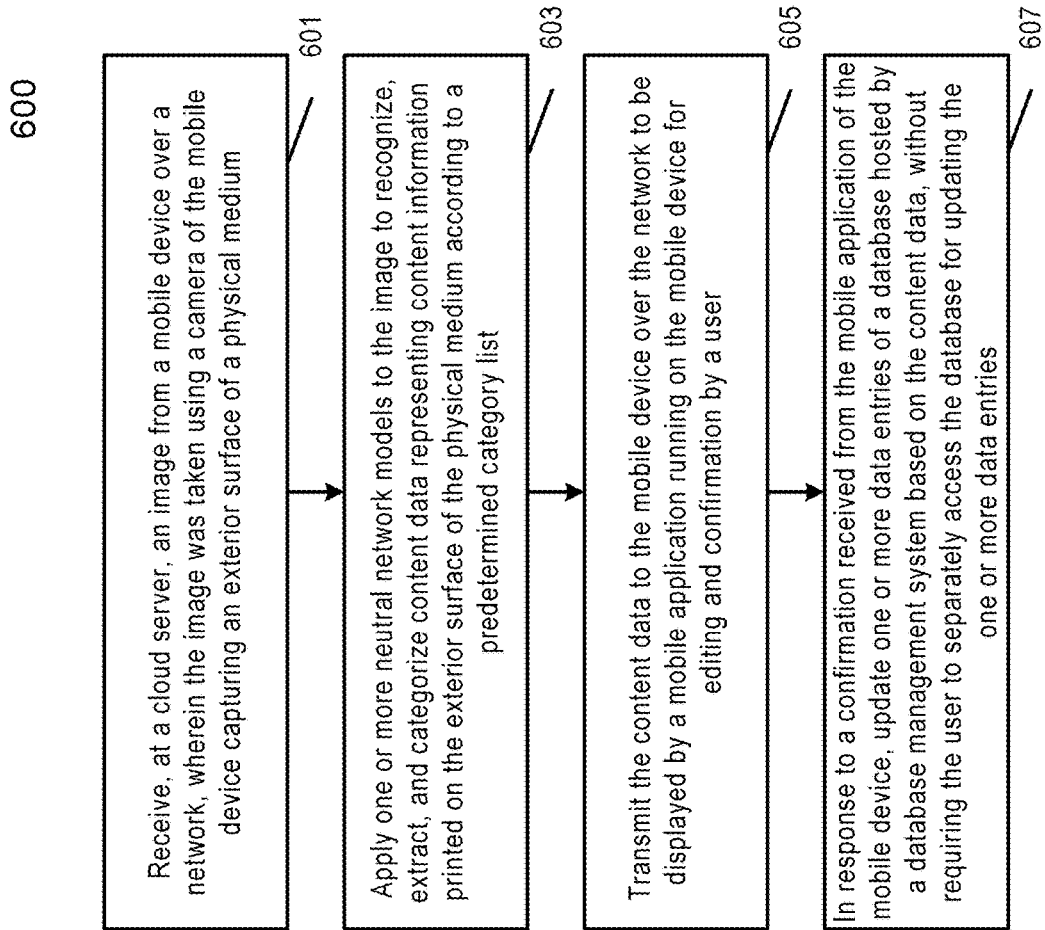 600
Receive, at a cloud server, an image from a mobile device over a
network, wherein the image was taken using a camera of the mobile
device capturing an exterior surface of a physical medium
601
Apply one or more neutral network models to the image to recognize,
extract, and categorize content data representing content information
printed on the exterior surface of the physical medium according to a
predetermined category list
603
Transmit the content data to the mobile device over the network to be
displayed by a mobile application running on the mobile device for
editing and confirmation by a user
605
In response to a confirmation received from the mobile application of the
mobile device, update one or more data entries of a database hosted by
a database management system based on the content data, without
requiring the user to separately access the database for updating the
one or more data entries
607